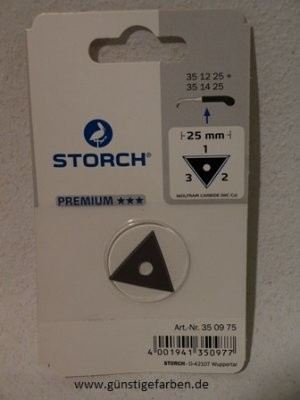 35 12 25 +
35 14 25
25 mm
1
3 2
WOLFRAM CARBIDE (WC-Co)
STORCH®
PREMIUM ★★★
Art.-Nr. 35 09 75
4 001941 350977
STORCH · D-42107 Wuppertal
www.günstigefarben.de